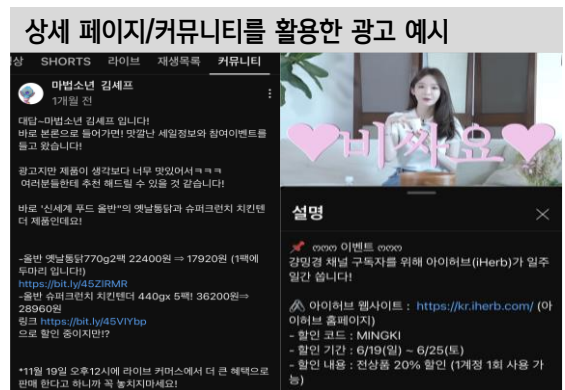 상세 페이지/커뮤니티를 활용한 광고 예시
상 SHORTS 라이브 재생목록 커뮤니티
마법소년 김셰프
1개월 전
대답~마법소년 김셰프 입니다!
바로 본론으로 들어가면! 맛깔난 세일정보와 참여이벤트를
들고 왔습니다!
광고지만 제품이 생각보다 너무 맛있어서ㅋㅋㅋ
여러분들한테 추천 해드릴 수 있을 것 같습니다!
바로 '신세계 푸드 올반"의 옛날통닭과 슈퍼크런치 치킨텐
더 제품인데요!
-올반 옛날통닭770g2팩 22400원 ⇒ 17920원 (1팩에
두마리 입니다!)
https://bit.ly/45ZlRMR
-올반 슈퍼크런치 치킨텐더 440gx 5팩! 36200원⇒
28960원
링크 https://bit.ly/45VIYbp
으로 할인 중이지만!?
*11월 19일 오후12시에 라이브 커머스에서 더 큰 혜택으로
판매 한다고 하니까 꼭 놓치지마세요!
비싸요
설명
이벤트
걍밍경 채널 구독자를 위해 아이허브(iHerb)가 일주
일간 쏩니다!
아이허브 웹사이트 : https://kr.iherb.com/ (아
이허브 홈페이지)
- 할인 코드 : MINGKI
- 할인 기간 : 6/19(일) ~ 6/25(토)
- 할인 내용 : 전상품 20% 할인 (1계정 1회 사용 가
능)